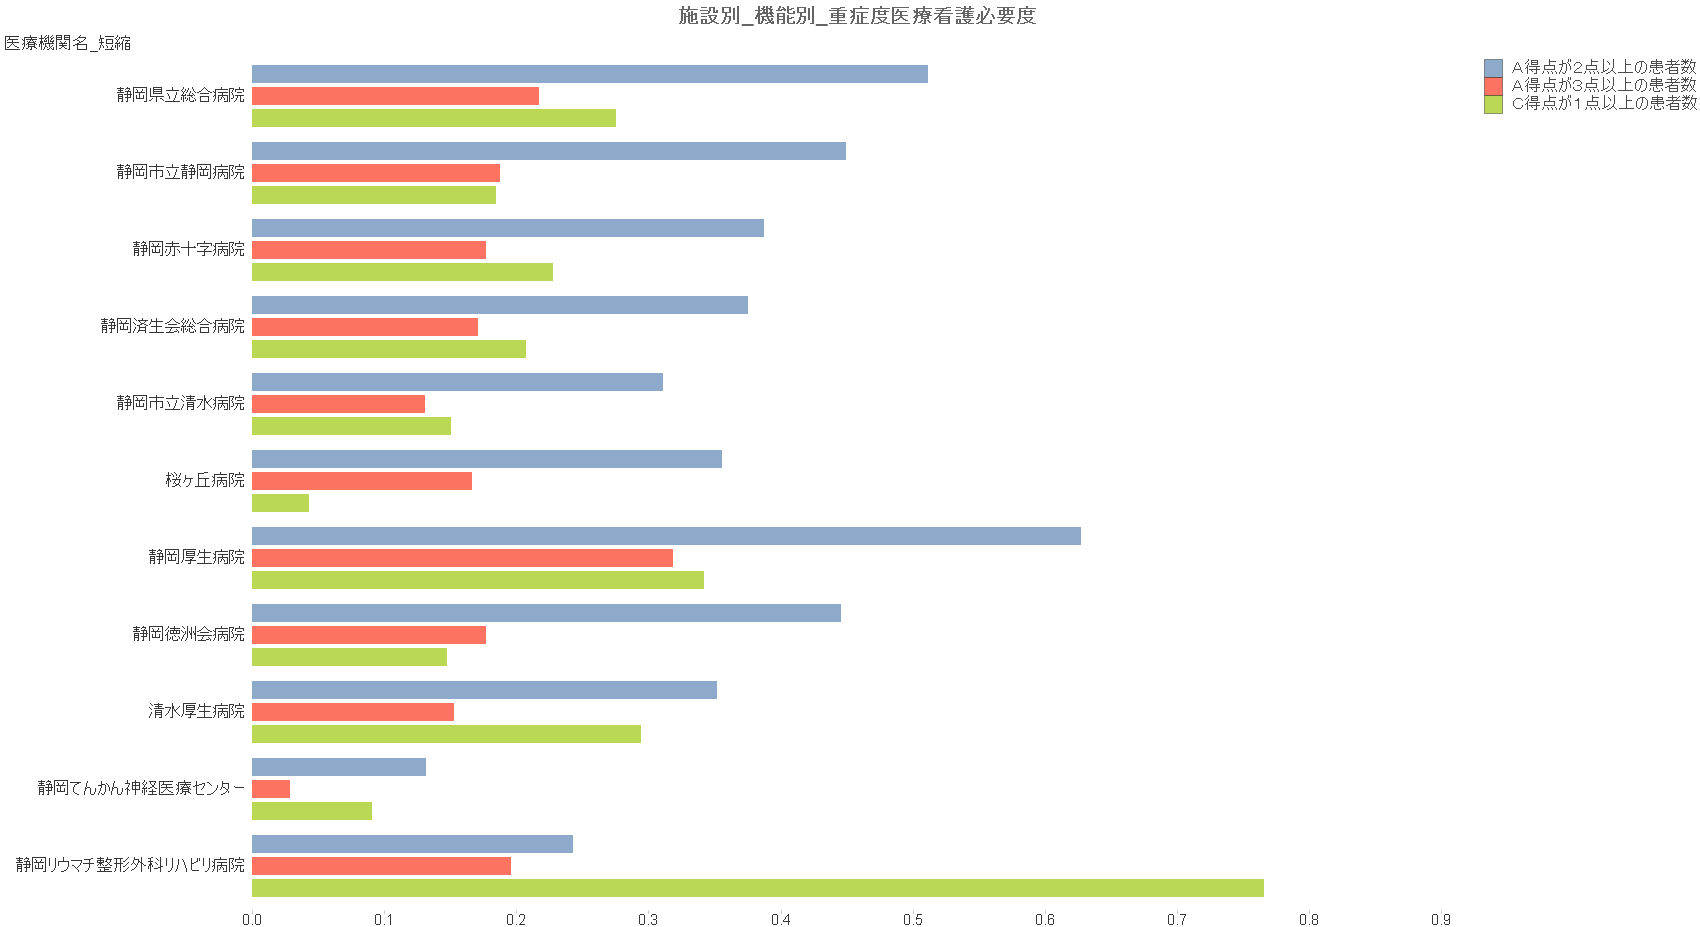 施設別_機能別_重症度医療看護必要度
医療機関名_短縮
A得点が2点以上の患者数
A得点が3点以上の患者数
C得点が1点以上の患者数
静岡県立総合病院
静岡市立静岡病院
静岡赤十字病院
静岡済生会総合病院
静岡市立清水病院
桜ヶ丘病院
静岡厚生病院
静岡徳洲会病院
清水厚生病院
静岡てんかん神経医療センター
静岡リウマチ整形外科リハビリ病院
0.0 0.1 0.2 0.3 0.4 0.5 0.6 0.7 0.8 0.9